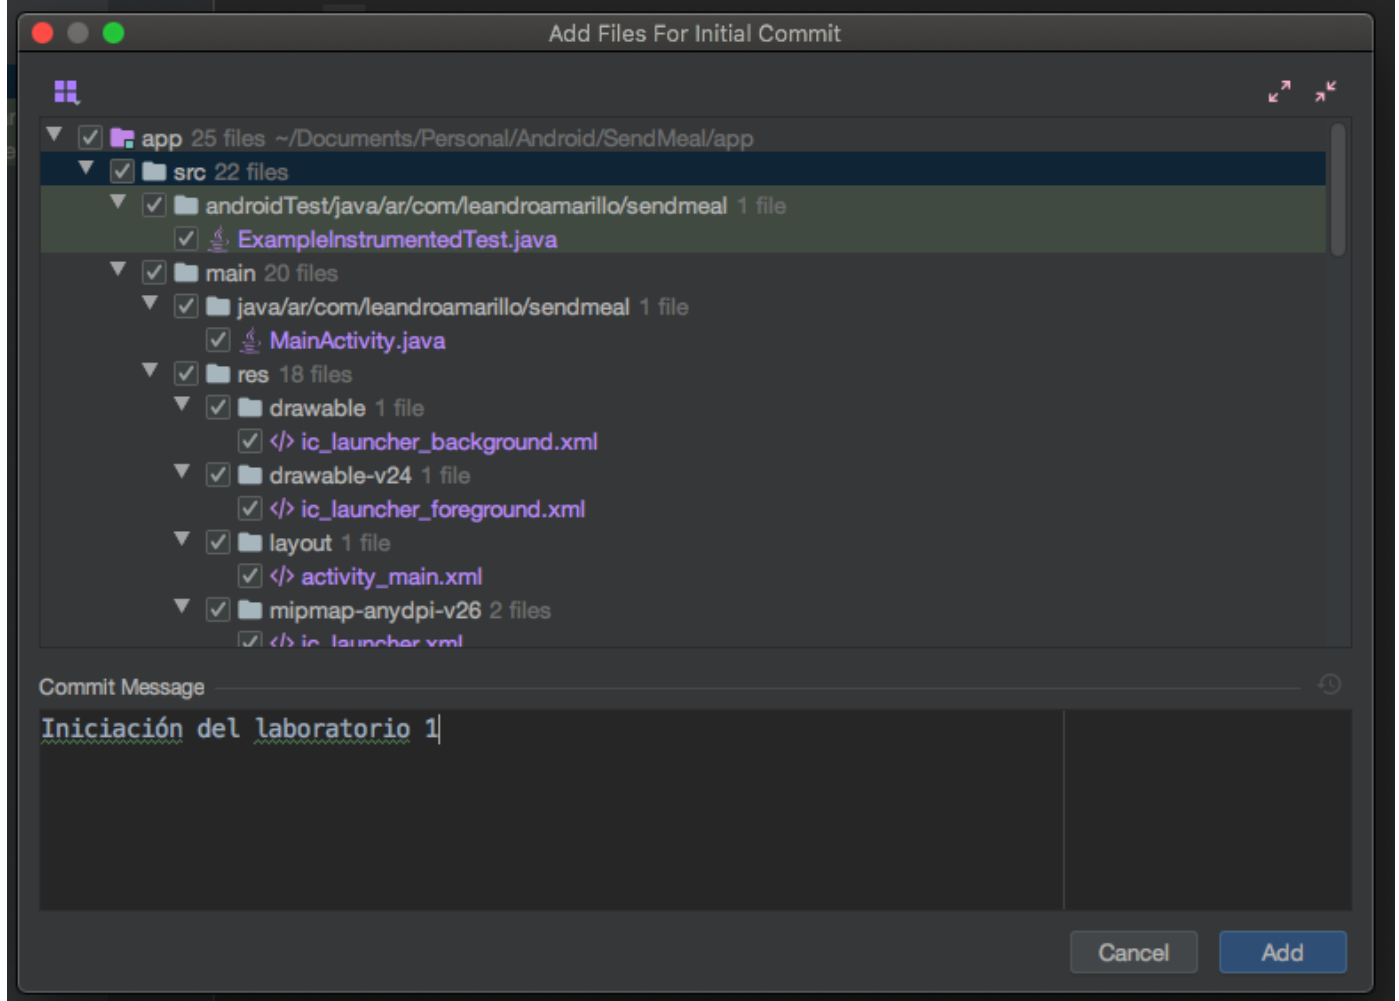 Add Files For Initial Commit
app 25 files ~/Documents/Personal/Android/SendMeal/app
src 22 files
androidTest/java/ar/com/leandroamarillo/sendmeal 1 file
ExampleInstrumentedTest.java
main 20 files
java/ar/com/leandroamarillo/sendmeal 1 file
MainActivity.java
res 18 files
drawable 1 file
</> ic_launcher_background.xml
drawable-v24 1 file
</> ic_launcher_foreground.xml
layout 1 file
</> activity_main.xml
mipmap-anydpi-v26 2 files
</> ic_launcher.xml
Commit Message
Iniciación del laboratorio 1
Cancel Add